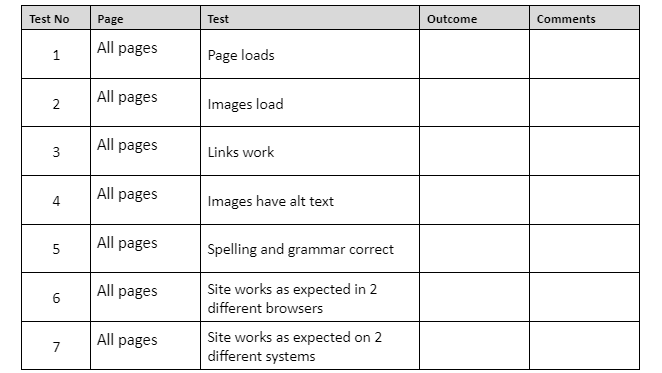 Test No Page Test Outcome Comments
1 All pages Page loads
2 All pages Images load
3 All pages Links work
4 All pages Images have alt text
5 All pages Spelling and grammar correct
6 All pages Site works as expected in 2
different browsers
7 All pages Site works as expected on 2
different systems